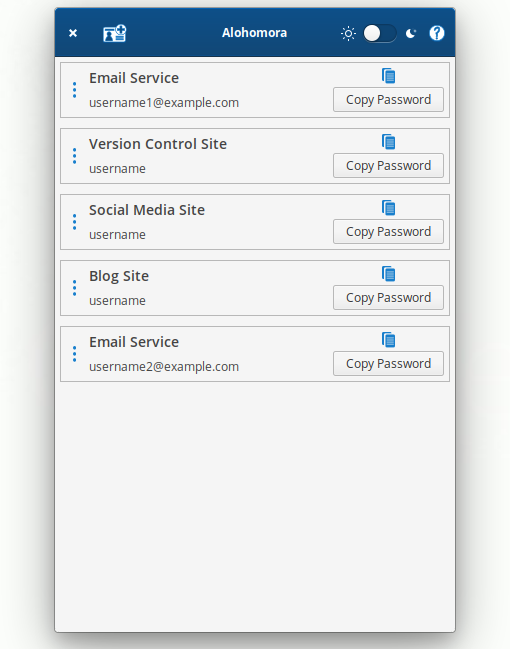 Alohomora
Email Service
username1@example.com
Copy Password
Version Control Site
username
Copy Password
Social Media Site
username
Copy Password
Blog Site
username
Copy Password
Email Service
username2@example.com
Copy Password